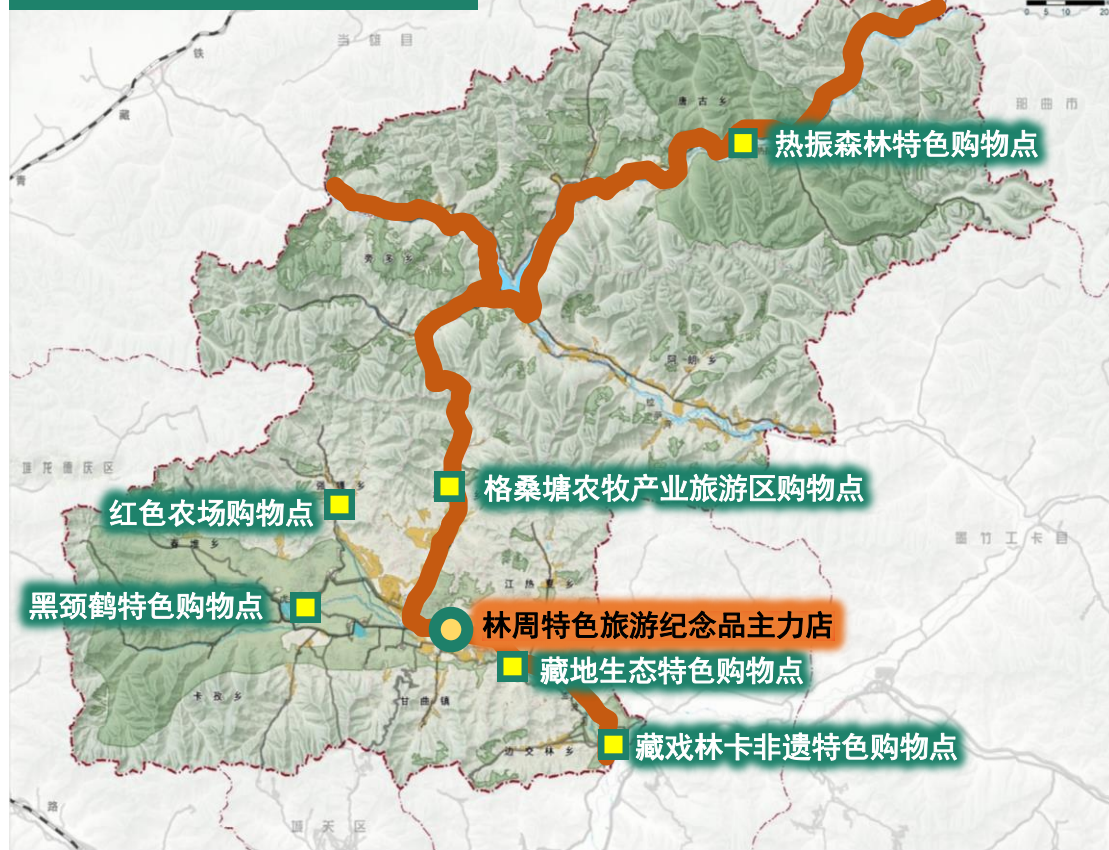 0 5 10 20
铁
当雄县
藏
唐古乡
那曲市
热振森林特色购物点
青
旁多乡
阿朗乡
拉
萨
河
堆龙德庆区
格桑塘农牧产业旅游区购物点
红色农场购物点
春堆乡
墨竹工卡县
江热夏乡
黑颈鹤特色购物点
林周特色旅游纪念品主力店
藏地生态特色购物点
卡孜乡
甘曲镇
边交林乡
藏戏林卡非遗特色购物点
路
城关区